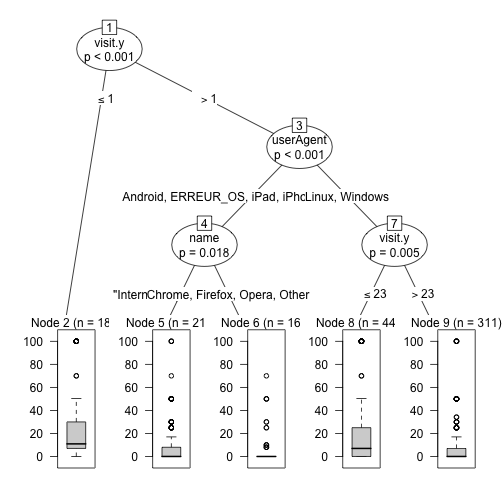 1
visit.y
p < 0.001
≤ 1
> 1
3
userAgent
p < 0.001
Android, ERREUR_OS, iPad, iPhoLinux, Windows
4
name
p = 0.018
7
visit.y
p = 0.005
"InternChrome, Firefox, Opera, Other
≤ 23
> 23
Node 2 (n = 18
Node 5 (n = 21
Node 6 (n = 16
Node 8 (n = 44
Node 9 (n = 311)
100
80
60
40
20
0
100
80
60
40
20
0
100
80
60
40
20
0
100
80
60
40
20
0
100
80
60
40
20
0